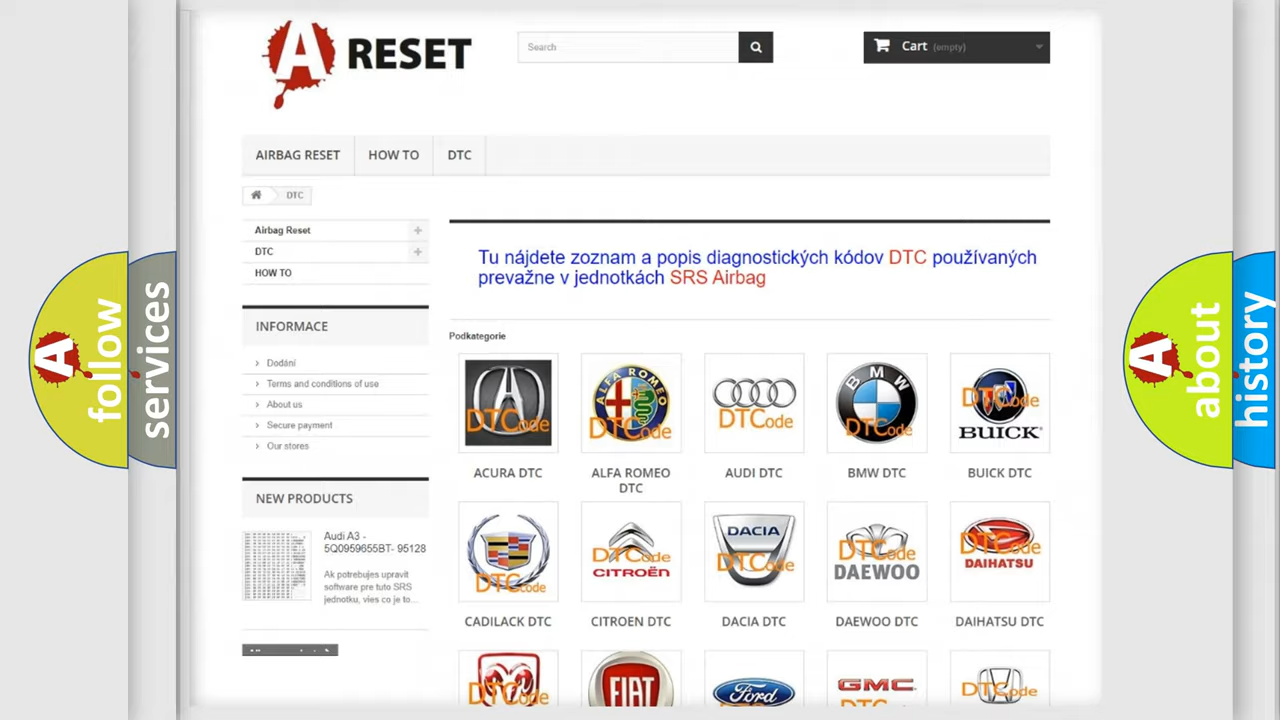 A RESET
Search
Cart (empty)
AIRBAG RESET
HOW TO
DTC
DTC
Airbag Reset
DTC
HOW TO
Tu nájdete zoznam a popis diagnostických kódov DTC používaných
prevažne v jednotkách SRS Airbag
INFORMACE
Dodání
Terms and conditions of use
About us
Secure payment
Our stores
NEW PRODUCTS
Audi A3 -
5Q0959655BT- 95128
Ak potrebujes upravit
software pre tuto SRS
jednotku, vies co je to...
Podkategorie
DTCode
ALFA ROMEO
DTCode
DTCode
BMW
DTCode
DTCode
BUICK
ACURA DTC
ALFA ROMEO
DTC
AUDI DTC
BMW DTC
BUICK DTC
DTCode
DTCode
CITROËN
DACIA
DTCode
DTCode
DAEWOO
DTCode
DAIHATSU
CADILACK DTC
CITROEN DTC
DACIA DTC
DAEWOO DTC
DAIHATSU DTC
DTCode
FIAT
Ford
GMC
DTCode
A follow
services
A about
history